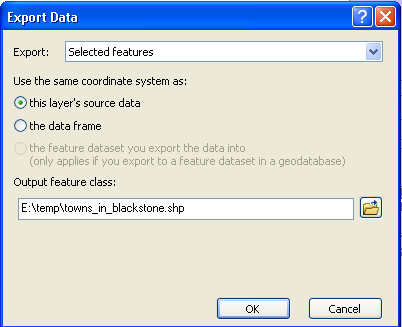 Export Data
Export: Selected features
Use the same coordinate system as:
this layer's source data
the data frame
the feature dataset you export the data into
(only applies if you export to a feature dataset in a geodatabase)
Output feature class:
E:\temp\towns_in_blackstone.shp
OK Cancel